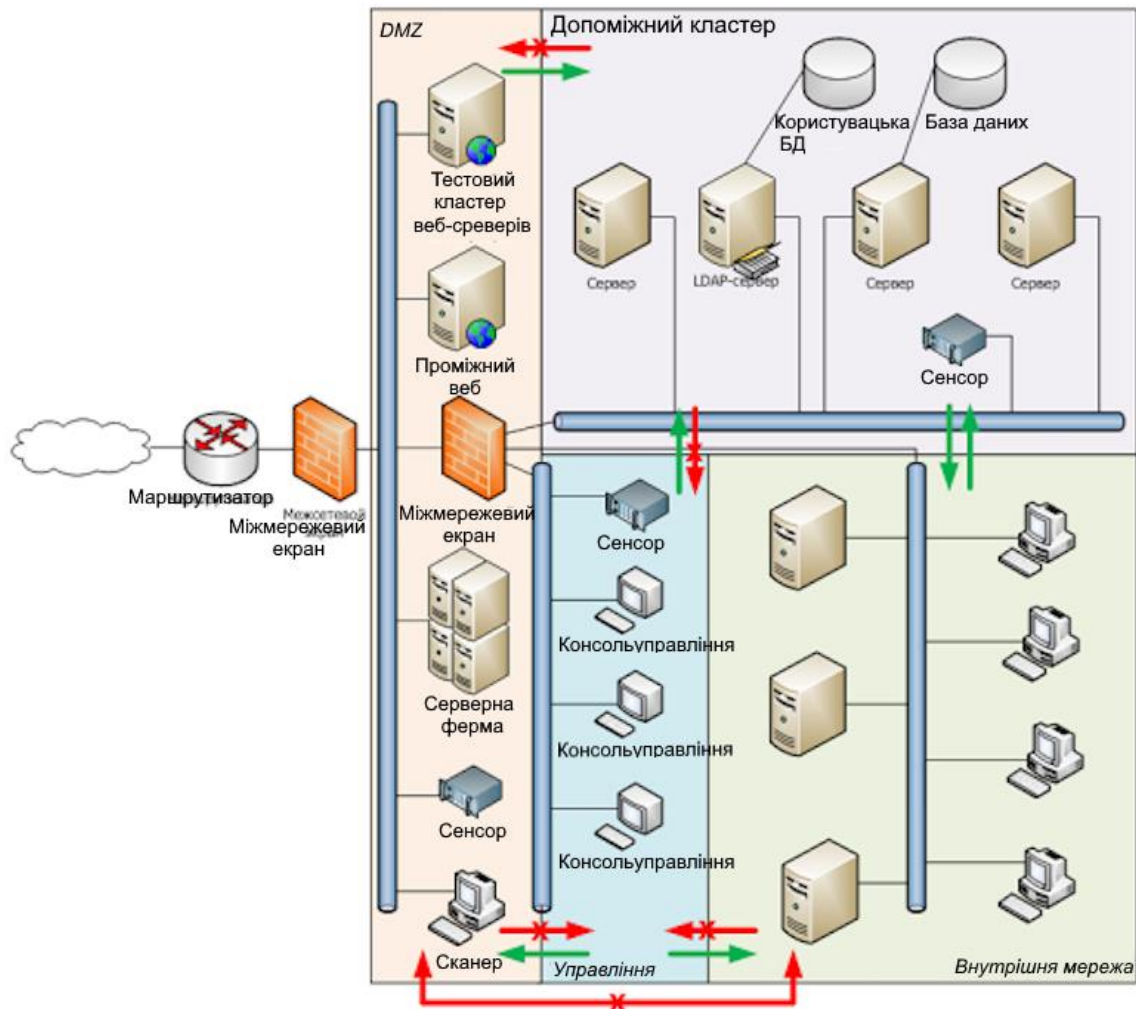 DMZ
Допоміжний кластер
Користувацька
БД
База даних
Тестовий
кластер
веб-среверів
Сервер
LDAP-сервер
Сервер
Сервер
Проміжний
веб
Сенсор
Маршрутизатор
Межсетевой
Міжмережевий
екран
Міжмережевий
екран
Сенсор
Консольуправління
Серверна
ферма
Консольуправління
Сенсор
Консольуправління
Сканер
Управління
Внутрішня мережа